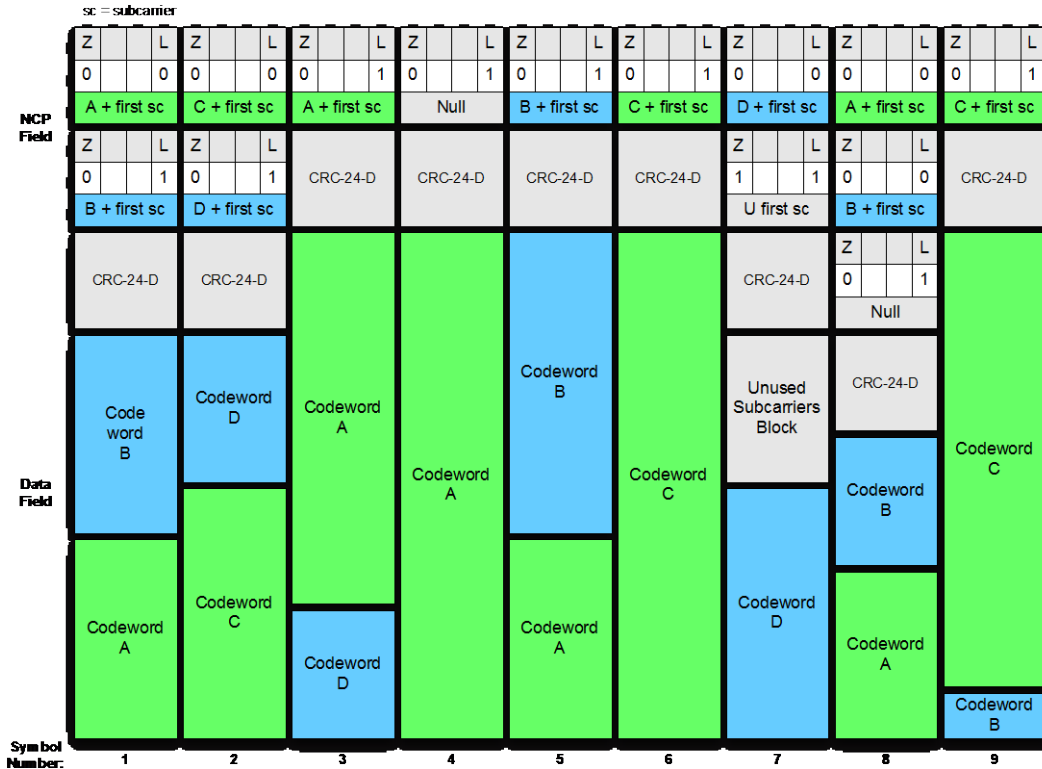 sc = subcarrier
Z L Z L Z L Z L Z L Z L Z L Z L Z L
0 0 0 0 0 1 0 1 0 1 0 1 0 0 0 0 0 1
A + first sc C + first sc A + first sc Null B + first sc C + first sc D + first sc A + first sc C + first sc
NCP
Field
Z L Z L CRC-24-D CRC-24-D CRC-24-D CRC-24-D Z L Z L CRC-24-D
0 1 0 1 1 1 0 0
B + first sc D + first sc U first sc B + first sc
CRC-24-D CRC-24-D CRC-24-D Z L
0 1
Null
Code
word
B
Codeword
D
Codeword
A
Codeword
A
Codeword
B
Codeword
C
Unused
Subcarriers
Block
CRC-24-D
Codeword
B
Codeword
C
Data
Field
Codeword
A
Codeword
C
Codeword
D
Codeword
A
Codeword
D
Codeword
A
Codeword
B
Symbol
Number:
1 2 3 4 5 6 7 8 9